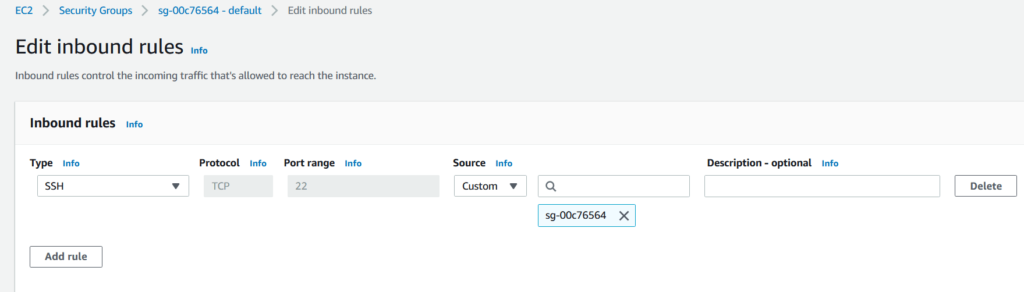 EC2 > Security Groups > sg-00c76564 - default > Edit inbound rules
Edit inbound rules Info
Inbound rules control the incoming traffic that's allowed to reach the instance.
Inbound rules Info
Type Info Protocol Info Port range Info Source Info Description - optional Info
SSH TCP 22 Custom Delete
sg-00c76564
Add rule